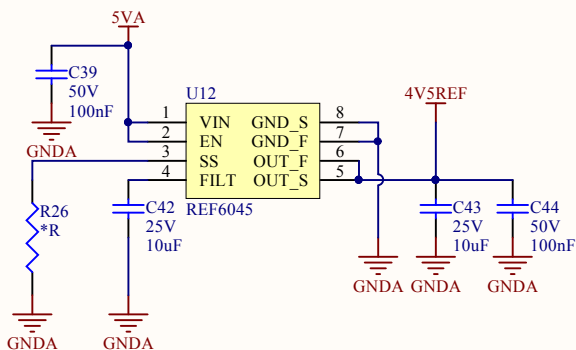 5VA
C39
50V
100nF
GNDA
U12
1 VIN GND_S 8
2 EN GND_F 7
3 SS OUT_F 6
4 FILT OUT_S 5
REF6045
4V5REF
R26
*R
GNDA
C42
25V
10uF
GNDA
GNDA
C43
25V
10uF
GNDA
C44
50V
100nF
GNDA